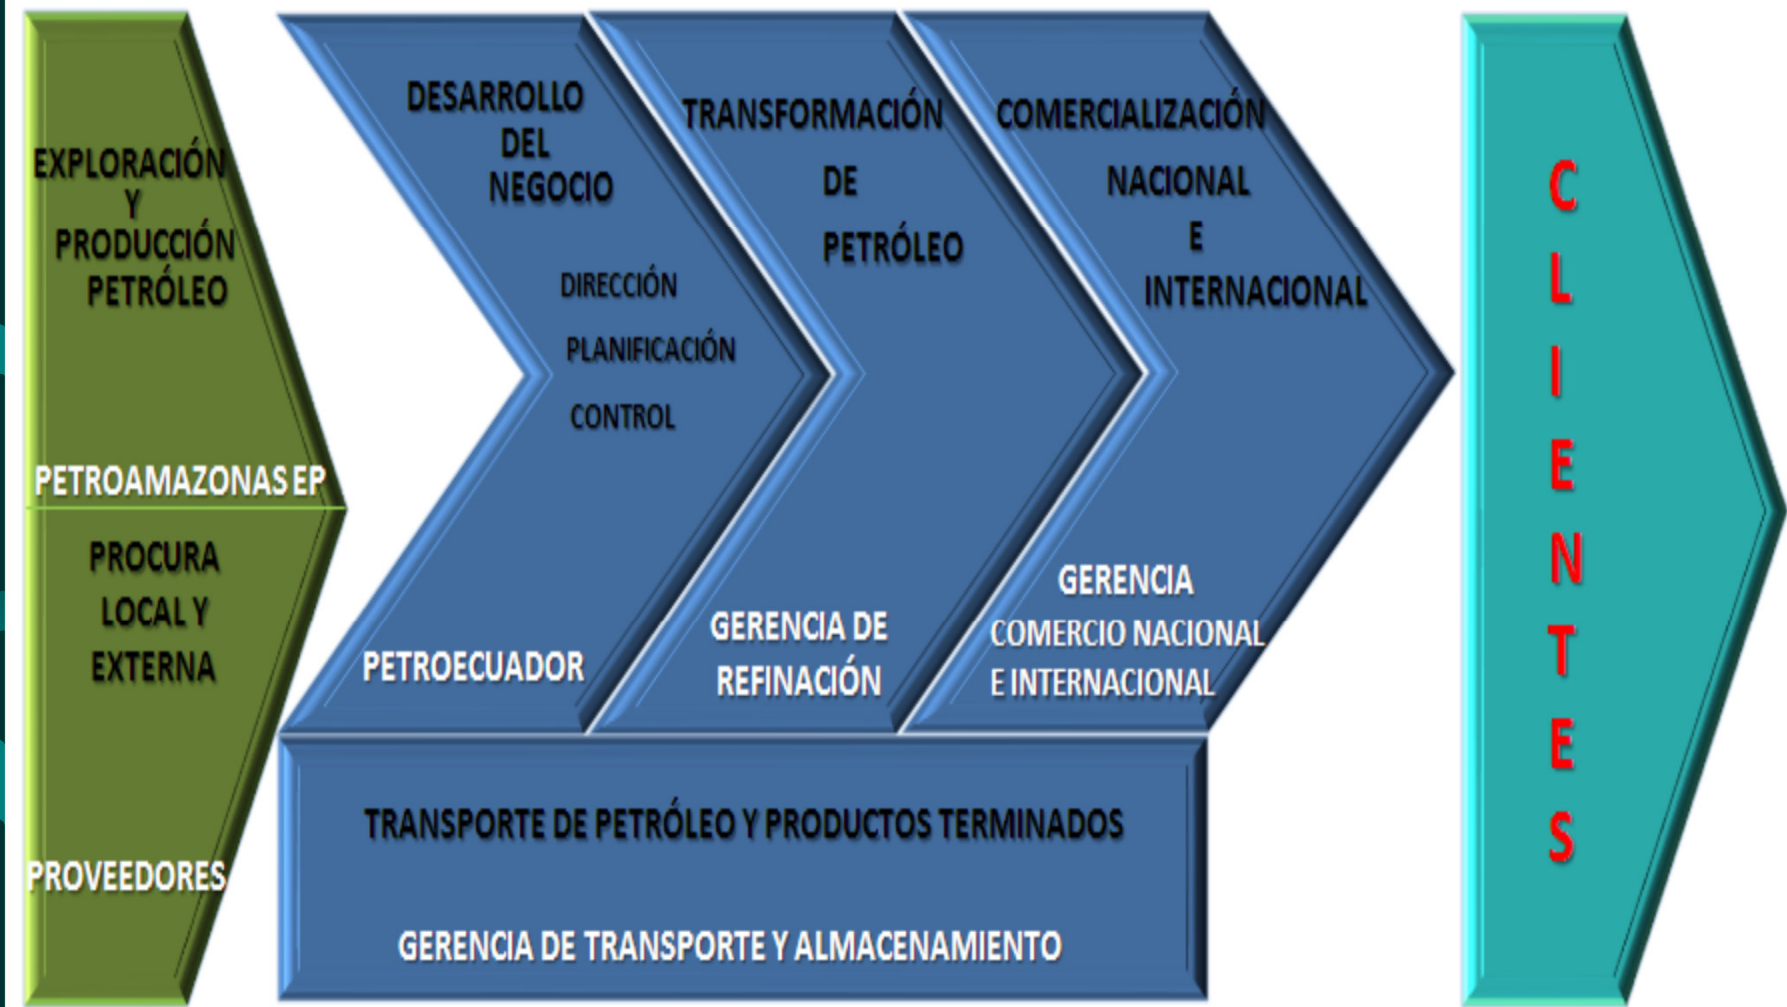 EXPLORACIÓN
Y
PRODUCCIÓN
PETRÓLEO
PETROAMAZONAS EP
PROCURA
LOCAL Y
EXTERNA
PROVEEDORES
DESARROLLO
DEL
NEGOCIO
DIRECCIÓN
PLANIFICACIÓN
CONTROL
PETROECUADOR
TRANSFORMACIÓN
DE
PETRÓLEO
GERENCIA DE
REFINACIÓN
COMERCIALIZACIÓN
NACIONAL
E
INTERNACIONAL
GERENCIA
COMERCIO NACIONAL
E INTERNACIONAL
TRANSPORTE DE PETRÓLEO Y PRODUCTOS TERMINADOS
GERENCIA DE TRANSPORTE Y ALMACENAMIENTO
CLIENTES